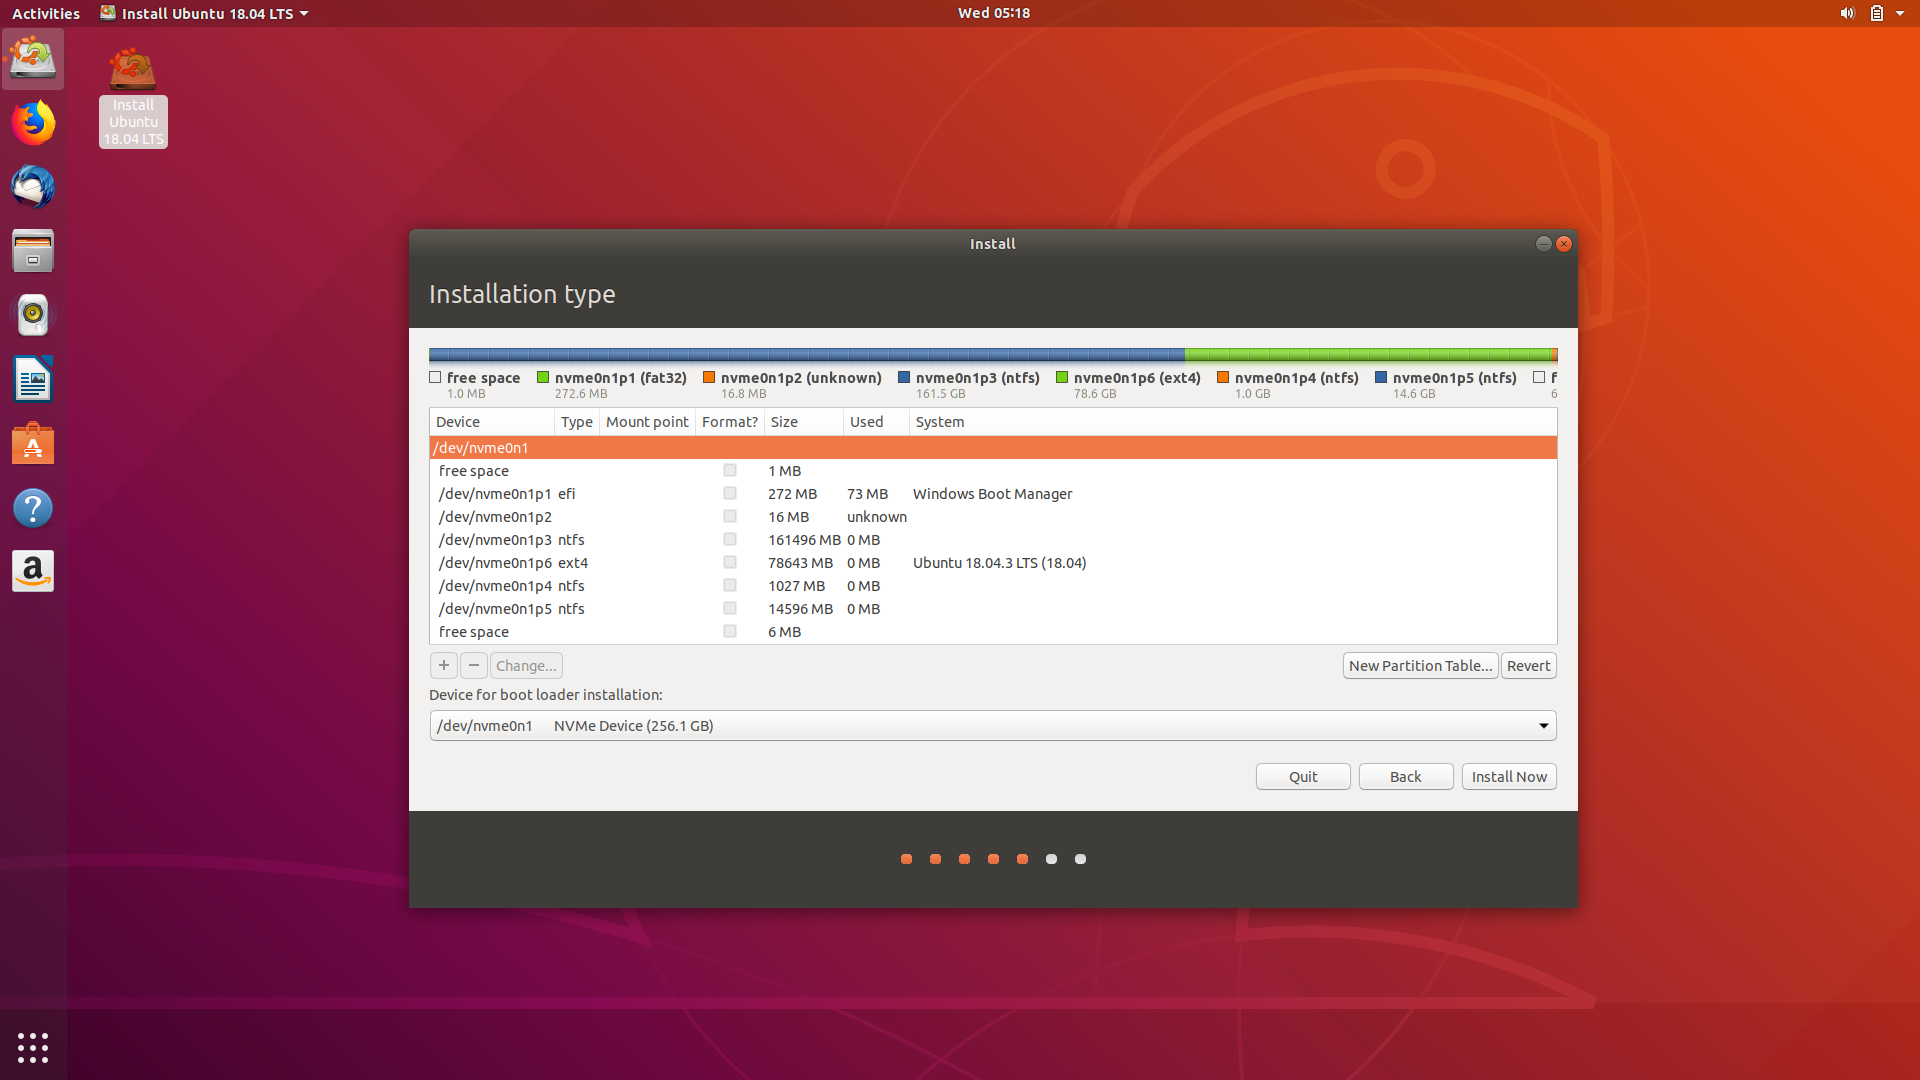 Activities Install Ubuntu 18.04 LTS Wed 05:18
Install
Ubuntu
18.04 LTS
Install
Installation type
free space nvme0n1p1 (fat32) nvme0n1p2 (unknown) nvme0n1p3 (ntfs) nvme0n1p6 (ext4) nvme0n1p4 (ntfs) nvme0n1p5 (ntfs) f
1.0 MB 272.6 MB 16.8 MB 161.5 GB 78.6 GB 1.0 GB 14.6 GB 6
Device Type Mount point Format? Size Used System
/dev/nvme0n1
free space 1 MB
/dev/nvme0n1p1 efi 272 MB 73 MB Windows Boot Manager
/dev/nvme0n1p2 16 MB unknown
/dev/nvme0n1p3 ntfs 161496 MB 0 MB
/dev/nvme0n1p6 ext4 78643 MB 0 MB Ubuntu 18.04.3 LTS (18.04)
/dev/nvme0n1p4 ntfs 1027 MB 0 MB
/dev/nvme0n1p5 ntfs 14596 MB 0 MB
free space 6 MB
+ − Change... New Partition Table... Revert
Device for boot loader installation:
/dev/nvme0n1 NVMe Device (256.1 GB)
Quit Back Install Now